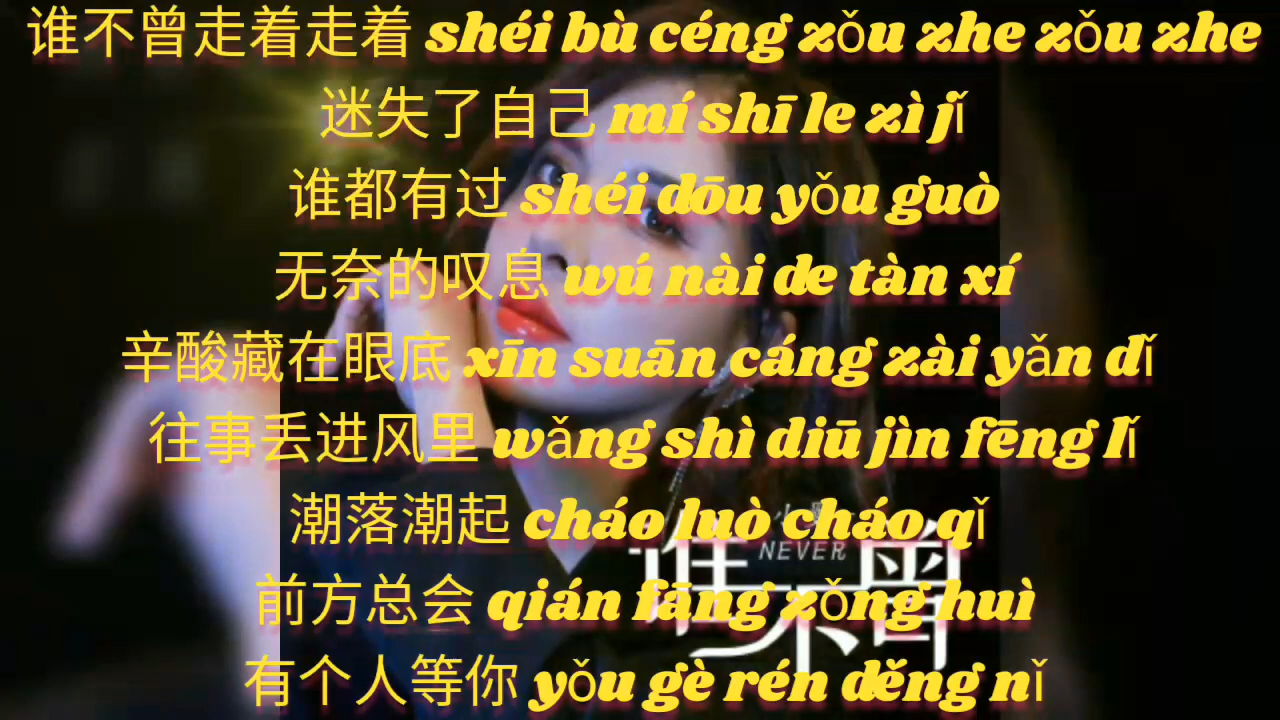 谁不曾走着走着 shéi bù céng zǒu zhe zǒu zhe
迷失了自己 mí shī le zì jǐ
谁都有过 shéi dōu yǒu guò
无奈的叹息 wú nài de tàn xí
辛酸藏在眼底 xīn suān cáng zài yǎn dǐ
往事丢进风里 wǎng shì diū jìn fēng lǐ
潮落潮起 cháo luò cháo qǐ
NEVER
谁不曾
前方总会 qián fāng zǒng huì
有个人等你 yǒu gè rén děng nǐ